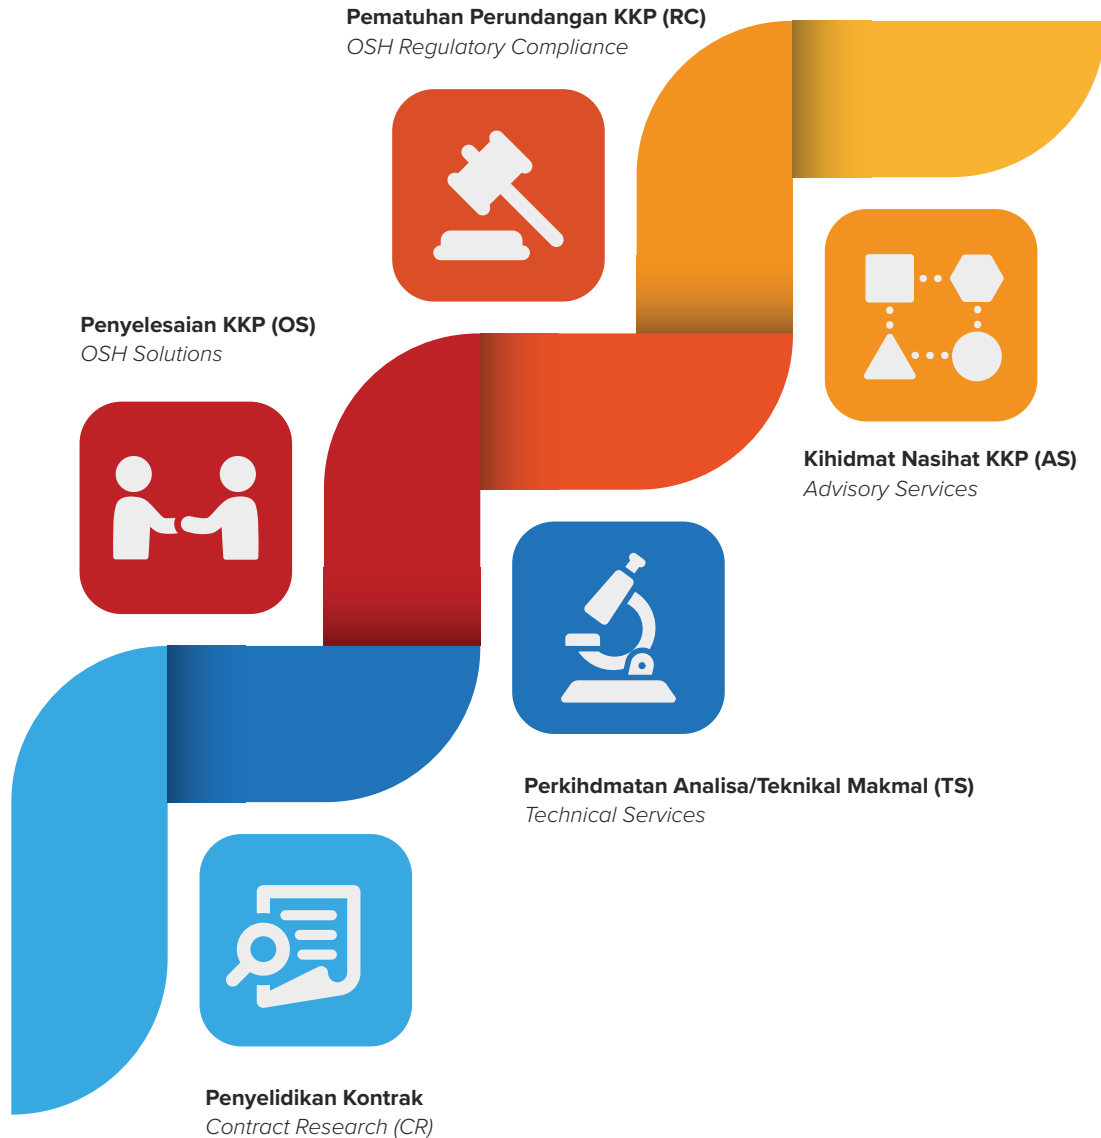 Pematuhan Perundangan KKP (RC)
OSH Regulatory Compliance
Penyelesaian KKP (OS)
OSH Solutions
Kihidmat Nasihat KKP (AS)
Advisory Services
Perkihdmatan Analisa/Teknikal Makmal (TS)
Technical Services
Penyelidikan Kontrak
Contract Research (CR)